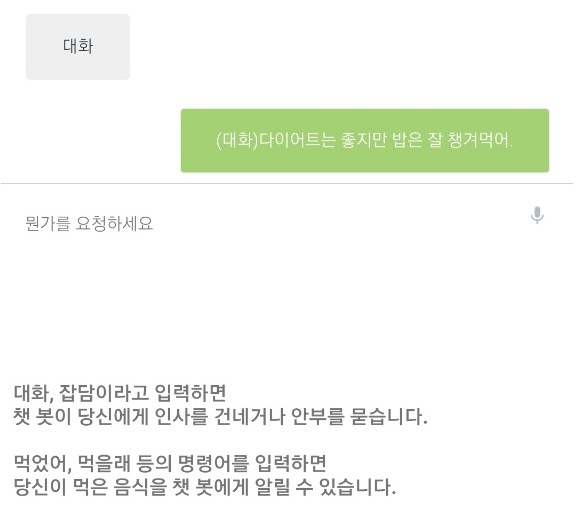 대화
(대화)다이어트는 좋지만 밥은 잘 챙겨먹어.
뭔가를 요청하세요
대화, 잡담이라고 입력하면
챗 봇이 당신에게 인사를 건네거나 안부를 묻습니다.
먹었어, 먹을래 등의 명령어를 입력하면
당신이 먹은 음식을 챗 봇에게 알릴 수 있습니다.